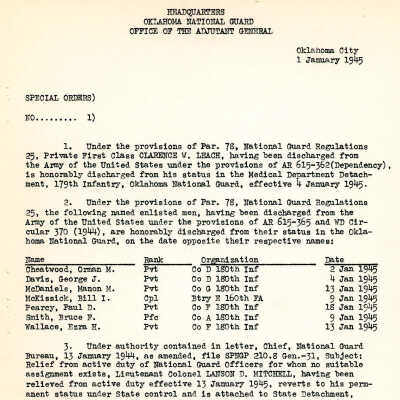 HEADQUARTERS
OKLAHOMA NATIONAL GUARD
OFFICE OF THE ADJUTANT GENERAL
Oklahoma City
1 January 1945
SPECIAL ORDERS)
NO......... 1)
1. Under the provisions of Par. 78, National Guard Regulations
25, Private First Class CLARENCE W. LEACH, having been discharged from
the Army of the United States under the provisions of AR 615-362(Dependency),
is honorably discharged from his status in the Medical Department Detach-
ment, 179th Infantry, Oklahoma National Guard, effective 4 January 1945.
2. Under the provisions of Par. 78, National Guard Regulations
25, the following named enlisted men, having been discharged from the
Army of the United States under provisions of AR 615-365 and WD Cir-
cular 370 (1944), are honorably discharged from their status in the Okla-
homa National Guard, on the date opposite their respective names:
Name Rank Organization Date
Cheatwood, Orman M. Pvt Co D 180th Inf 2 Jan 1945
Davis, George J. Pvt Co D 180th Inf 4 Jan 1945
McDaniels, Manon M. Pvt Co G 180th Inf 13 Jan 1945
McKissick, Bill I. Cpl Btry E 160th FA 9 Jan 1945
Pearcy, Paul D. Pvt Co F 180th Inf 18 Jan 1945
Smith, Bruce F. Pfc Co A 180th Inf 9 Jan 1945
Wallace, Ezra H. Pvt Co F 180th Inf 13 Jan 1945
3. Under authority contained in letter, Chief, National Guard
Bureau, 13 January 1944, as amended, file SPNGP 210.8 Gen.-31, Subject:
Relief from active duty of National Guard Officers for whom no suitable
assignment exists, Lieutenant Colonel LANSON D. MITCHELL, having been
relieved from active duty effective 13 January 1945, reverts to his perm-
anent status under State control and is attached to State Detachment,